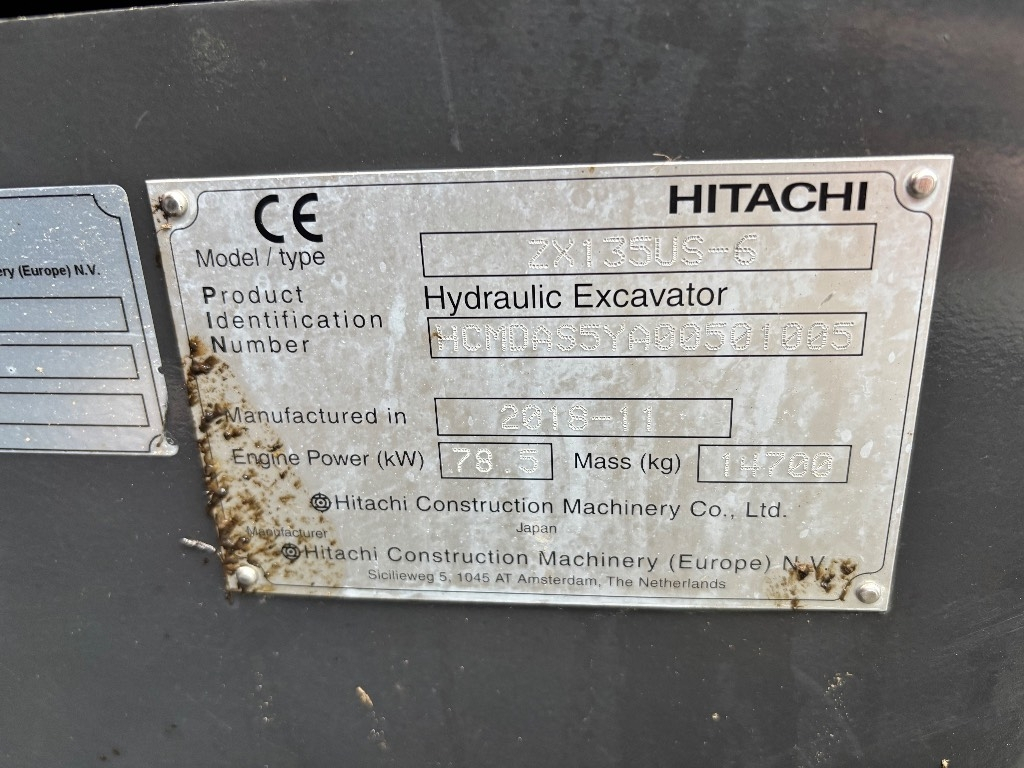 ery (Europe) N.V.
CE
HITACHI
Model / type ZX135US-6
Product Hydraulic Excavator
Identification HCMDAS5YA00501005
Number
Manufactured in 2018-11
Engine Power (kW) 78.5 Mass (kg) 14700
Hitachi Construction Machinery Co., Ltd.
Japan
Manufacturer
Hitachi Construction Machinery (Europe) N.V.
Sicilieweg 5, 1045 AT Amsterdam, The Netherlands